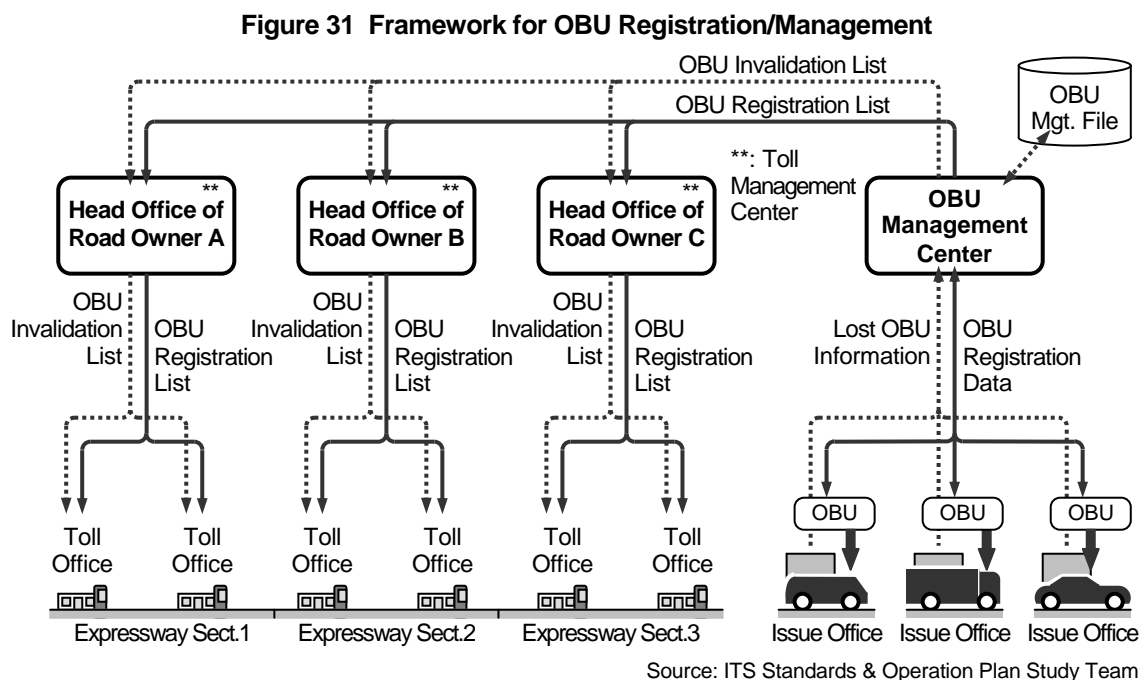 Figure 31 Framework for OBU Registration/Management
OBU Invalidation List
OBU Registration List
OBU
Mgt. File
**: Toll
Management
Center
**
Head Office of
Road Owner A
**
Head Office of
Road Owner B
**
Head Office of
Road Owner C
OBU
Management
Center
OBU
Invalidation
List
OBU
Registration
List
OBU
Invalidation
List
OBU
Registration
List
OBU
Invalidation
List
OBU
Registration
List
Lost OBU
Information
OBU
Registration
Data
Toll
Office
Toll
Office
Toll
Office
Toll
Office
Toll
Office
Toll
Office
OBU
OBU
OBU
Expressway Sect.1
Expressway Sect.2
Expressway Sect.3
Issue Office
Issue Office
Issue Office
Source: ITS Standards & Operation Plan Study Team